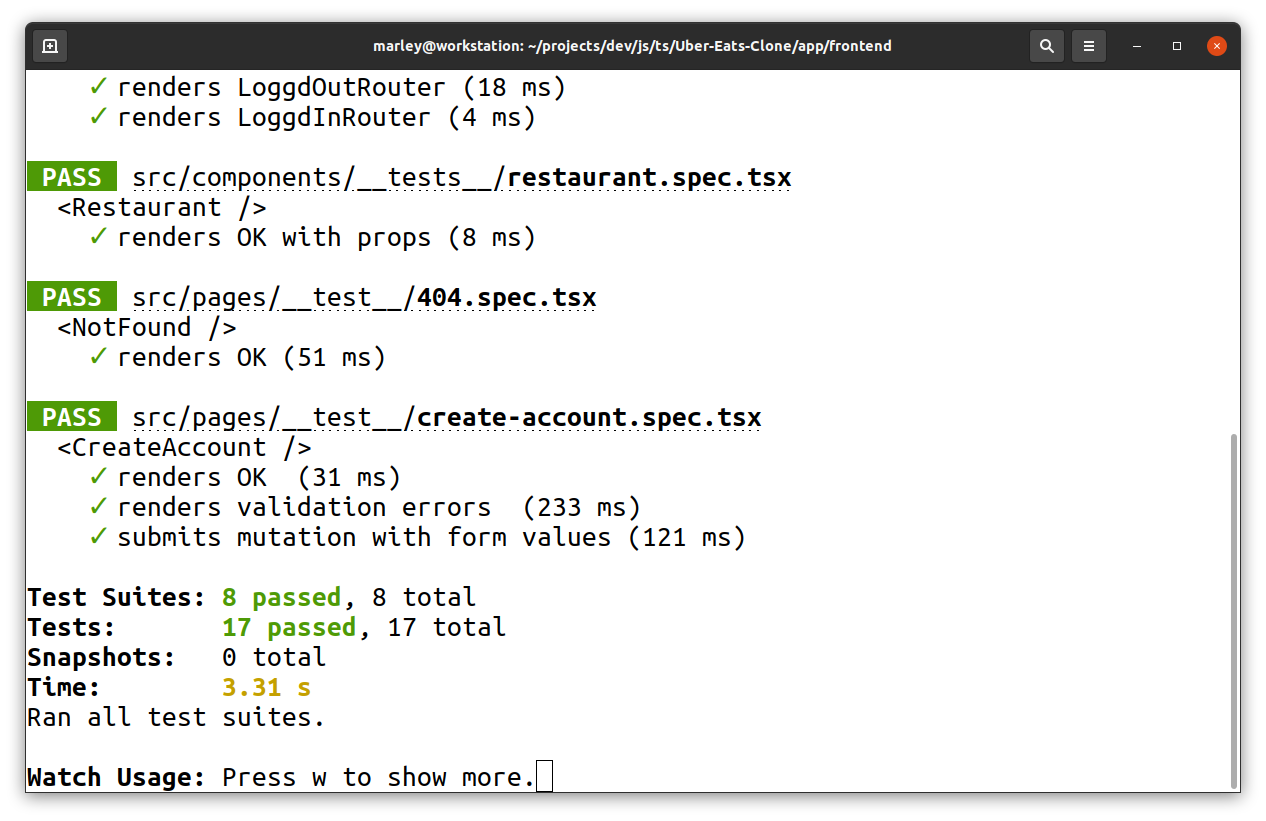 marley@workstation: ~/projects/dev/js/ts/Uber-Eats-Clone/app/frontend
✓ renders LoggdOutRouter (18 ms)
✓ renders LoggdInRouter (4 ms)
PASS src/components/__tests__/restaurant.spec.tsx
<Restaurant />
✓ renders OK with props (8 ms)
PASS src/pages/__test__/404.spec.tsx
<NotFound />
✓ renders OK (51 ms)
PASS src/pages/__test__/create-account.spec.tsx
<CreateAccount />
✓ renders OK  (31 ms)
✓ renders validation errors  (233 ms)
✓ submits mutation with form values (121 ms)
Test Suites: 8 passed, 8 total
Tests:       17 passed, 17 total
Snapshots:   0 total
Time:        3.31 s
Ran all test suites.
Watch Usage: Press w to show more.